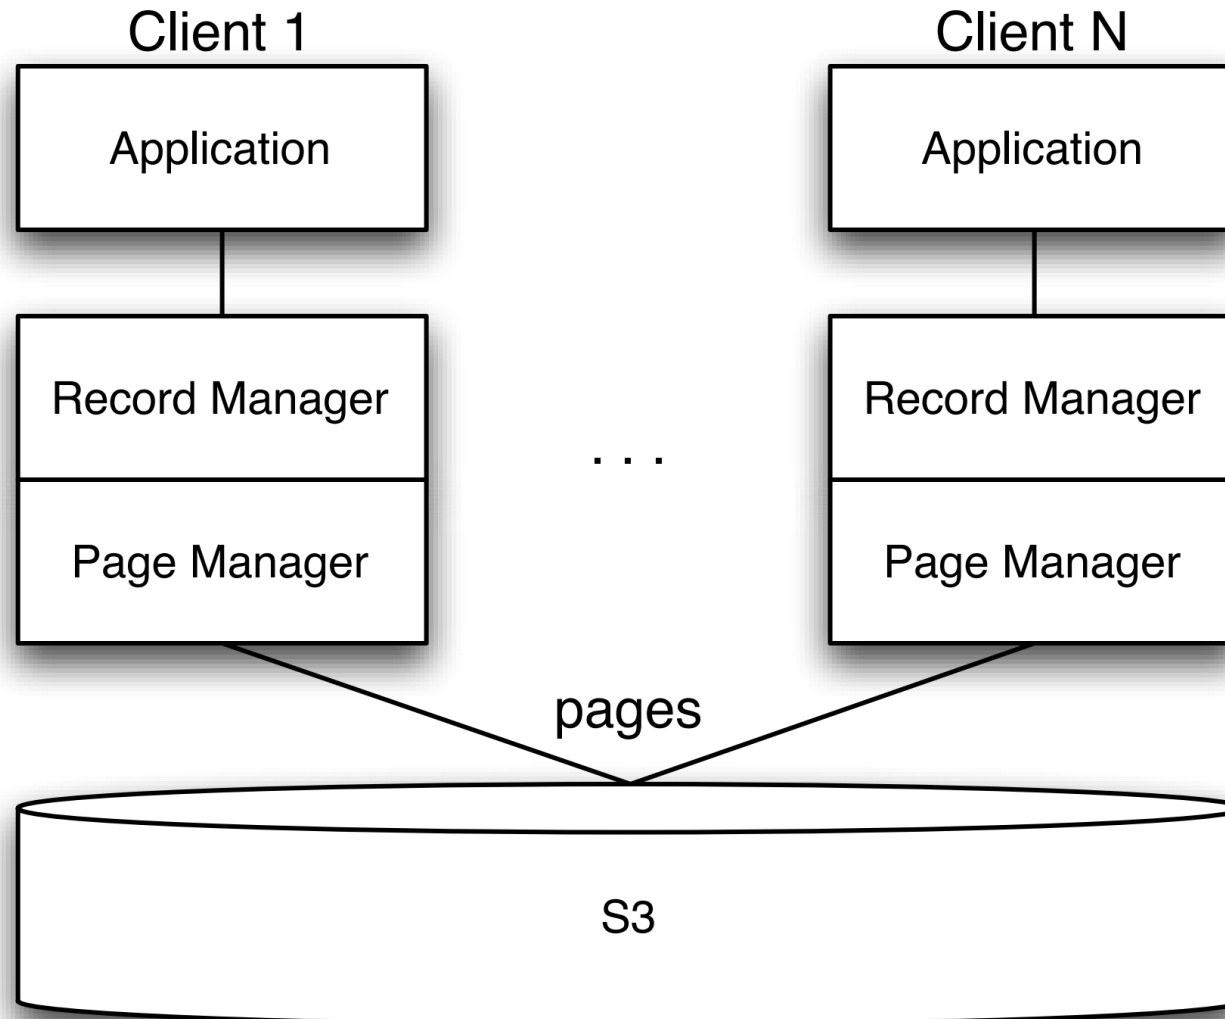 Client 1
Client N
Application
Application
Record Manager
Record Manager
. . .
Page Manager
Page Manager
pages
S3